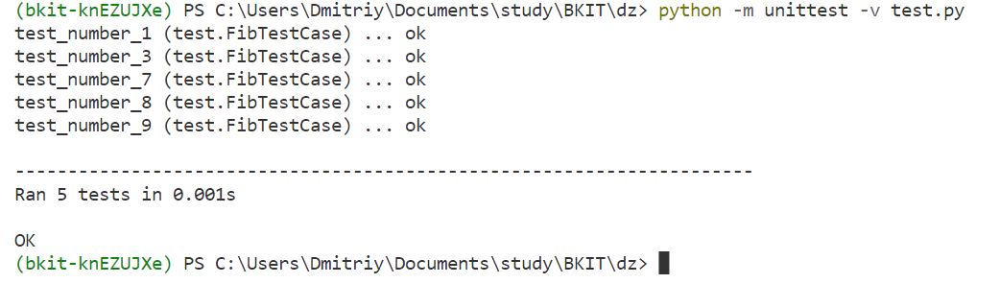 (bkit-knEZUJXe) PS C:\Users\Dmitriy\Documents\study\BKIT\dz> python -m unittest -v test.py
test_number_1 (test.FibTestCase) ... ok
test_number_3 (test.FibTestCase) ... ok
test_number_7 (test.FibTestCase) ... ok
test_number_8 (test.FibTestCase) ... ok
test_number_9 (test.FibTestCase) ... ok
----------------------------------------------------------------------
Ran 5 tests in 0.001s
OK
(bkit-knEZUJXe) PS C:\Users\Dmitriy\Documents\study\BKIT\dz>